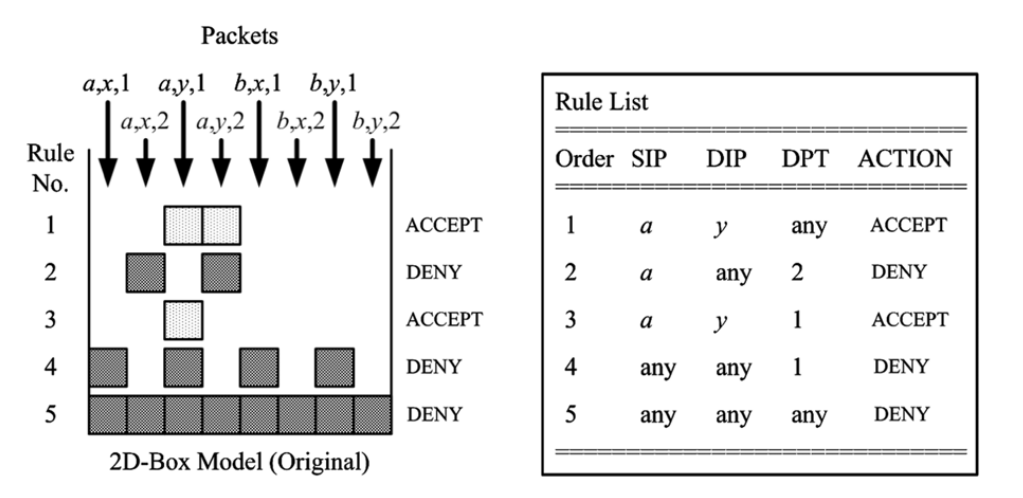 Packets
a,x,1 a,y,1 b,x,1 b,y,1
a,x,2 a,y,2 b,x,2 b,y,2
Rule
No.
1 ACCEPT
2 DENY
3 ACCEPT
4 DENY
5 DENY
2D-Box Model (Original)
Rule List
Order SIP DIP DPT ACTION
1 a y any ACCEPT
2 a any 2 DENY
3 a y 1 ACCEPT
4 any any 1 DENY
5 any any any DENY